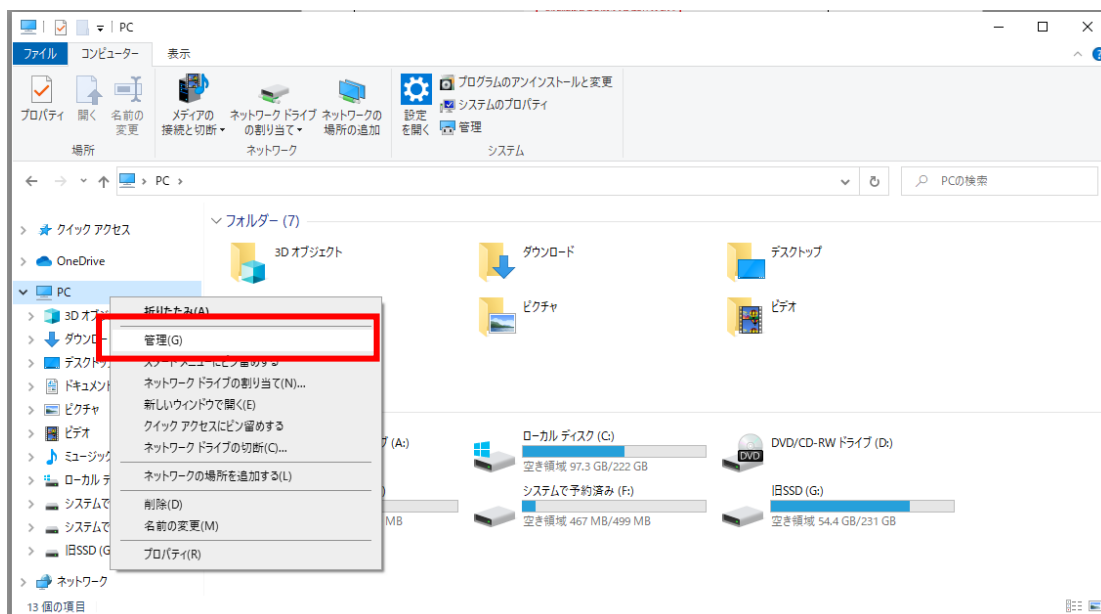 PC
ファイル
コンピューター
表示
プロパティ
開く
名前の
変更
メディアの
接続と切断
ネットワーク ドライブ
の割り当て
ネットワークの
場所の追加
設定
を開く
プログラムのアンインストールと変更
システムのプロパティ
管理
場所
ネットワーク
システム
PC
PCの検索
クイック アクセス
OneDrive
PC
3D オブジ
ダウンロー
デスクトッ
ドキュメント
ピクチャ
ビデオ
ミュージック
ローカル デ
システムで
システムで
旧SSD (G
ネットワーク
フォルダー (7)
3D オブジェクト
ダウンロード
デスクトップ
ピクチャ
ビデオ
折りたたみ(A)
管理(G)
スタート メニューにピン留めする
ネットワーク ドライブの割り当て(N)...
新しいウィンドウで開く(E)
クイック アクセスにピン留めする
ネットワーク ドライブの切断(C)...
ネットワークの場所を追加する(L)
削除(D)
名前の変更(M)
プロパティ(R)
(A:)
ローカル ディスク (C:)
空き領域 97.3 GB/222 GB
DVD/CD-RW ドライブ (D:)
DVD
MB
システムで予約済み (F:)
空き領域 467 MB/499 MB
旧SSD (G:)
空き領域 54.4 GB/231 GB
13 個の項目